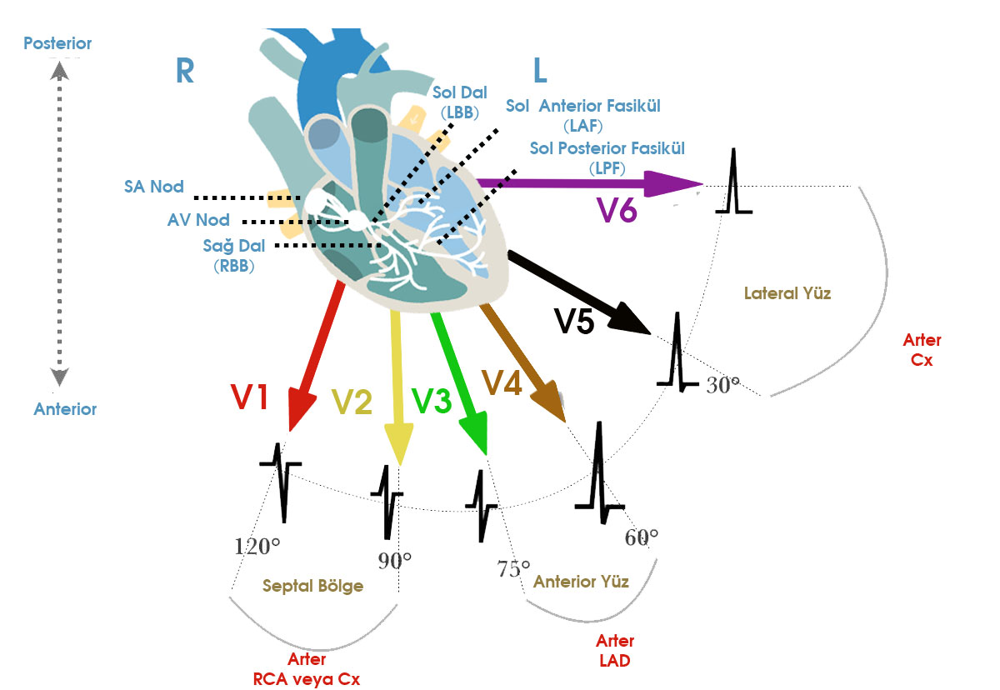 Posterior
R
L
Sol Dal
(LBB)
Sol Anterior Fasikül
(LAF)
Sol Posterior Fasikül
(LPF)
SA Nod
AV Nod
Sağ Dal
(RBB)
V6
Lateral Yüz
V5
Arter
Cx
30°
V4
V3
V2
V1
Anterior
120°
90°
75°
60°
Septal Bölge
Anterior Yüz
Arter
LAD
Arter
RCA veya Cx